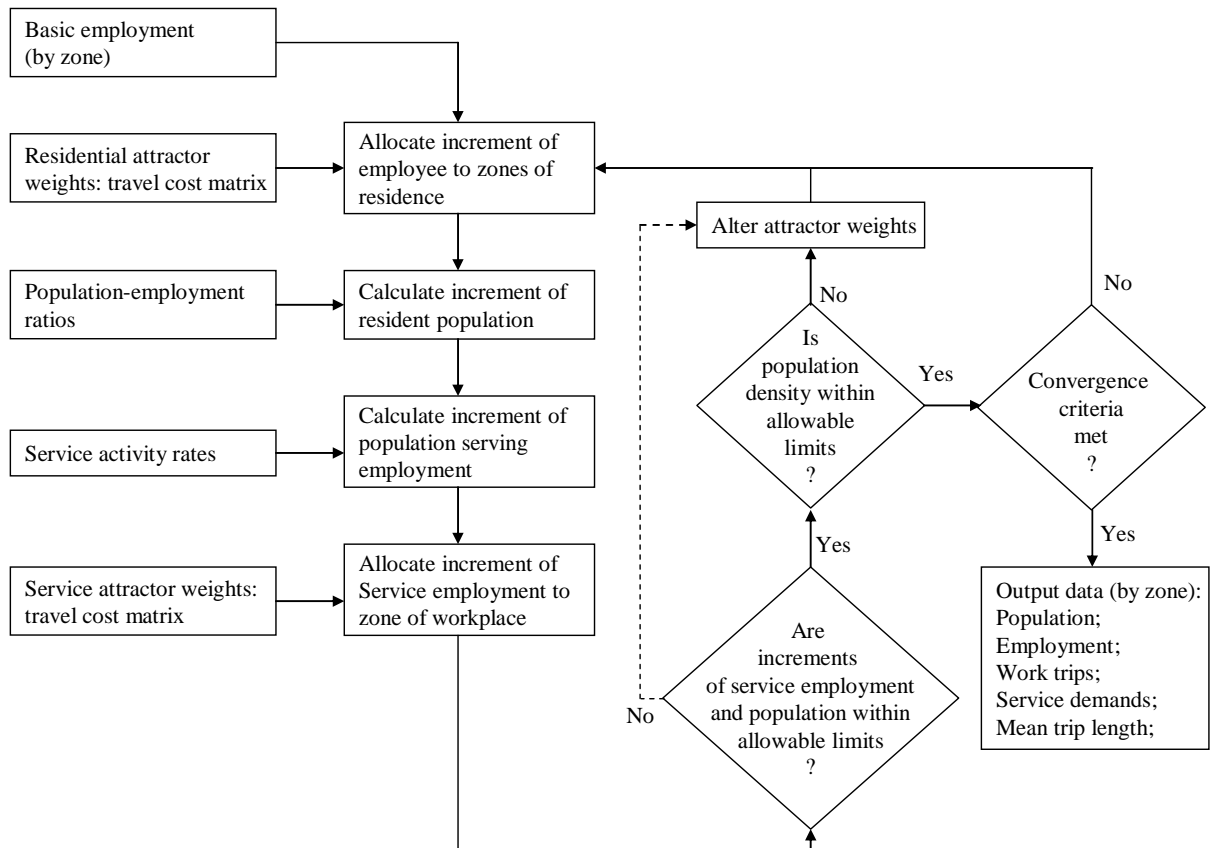 Basic employment
(by zone)
Residential attractor
weights: travel cost matrix
Allocate increment of
employee to zones of
residence
Alter attractor weights
Population-employment
ratios
Calculate increment of
resident population
No
No
Is
population
density within
allowable
limits
?
Yes
Convergence
criteria
met
?
Service activity rates
Calculate increment of
population serving
employment
Yes
Yes
Service attractor weights:
travel cost matrix
Allocate increment of
Service employment to
zone of workplace
Are
increments
of service employment
and population within
allowable limits
?
No
Output data (by zone):
Population;
Employment;
Work trips;
Service demands;
Mean trip length;